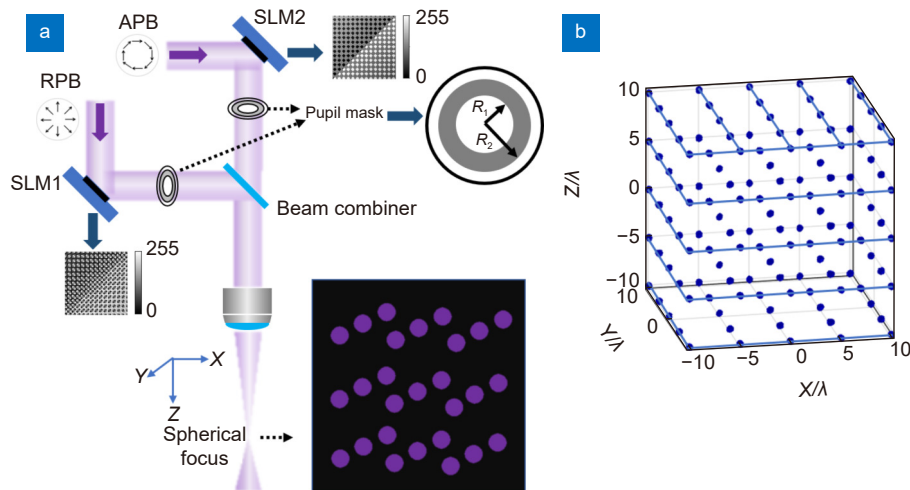 a
APB
SLM2
255
0
RPB
Pupil mask
R1
R2
SLM1
Beam combiner
255
0
X
Y
Z
Spherical
focus
b
10
5
0
−5
−10
Z/λ
10
0
Y/λ
−10
−5
0
5
10
X/λ